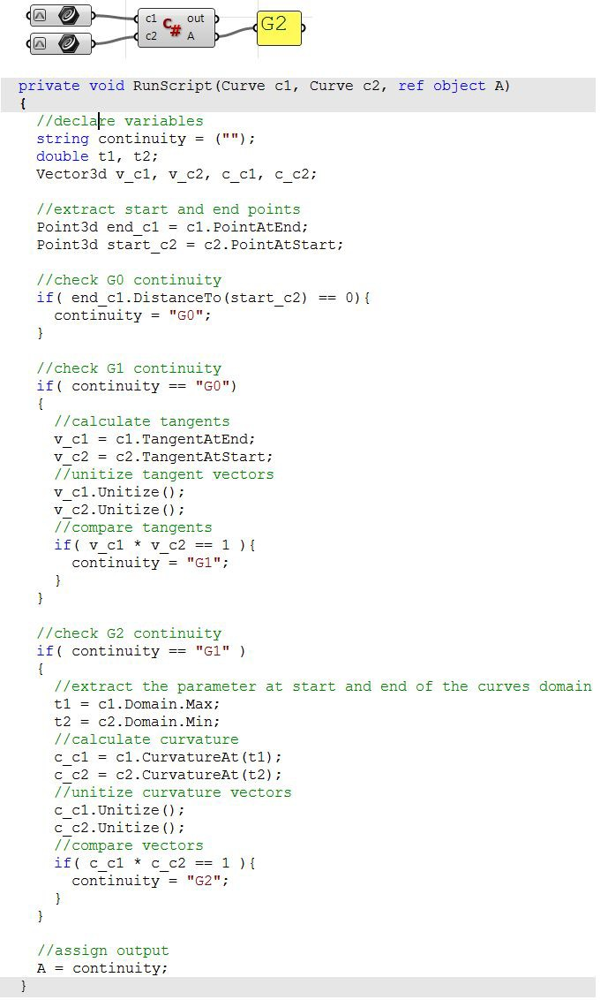 c1 out
c2 A
C#
G2
private void RunScript(Curve c1, Curve c2, ref object A)
{
//declare variables
string continuity = ("");
double t1, t2;
Vector3d v_c1, v_c2, c_c1, c_c2;
//extract start and end points
Point3d end_c1 = c1.PointAtEnd;
Point3d start_c2 = c2.PointAtStart;
//check G0 continuity
if( end_c1.DistanceTo(start_c2) == 0){
continuity = "G0";
}
//check G1 continuity
if( continuity == "G0")
{
//calculate tangents
v_c1 = c1.TangentAtEnd;
v_c2 = c2.TangentAtStart;
//unitize tangent vectors
v_c1.Unitize();
v_c2.Unitize();
//compare tangents
if( v_c1 * v_c2 == 1 ){
continuity = "G1";
}
}
//check G2 continuity
if( continuity == "G1" )
{
//extract the parameter at start and end of the curves domain
t1 = c1.Domain.Max;
t2 = c2.Domain.Min;
//calculate curvature
c_c1 = c1.CurvatureAt(t1);
c_c2 = c2.CurvatureAt(t2);
//unitize curvature vectors
c_c1.Unitize();
c_c2.Unitize();
//compare vectors
if( c_c1 * c_c2 == 1 ){
continuity = "G2";
}
}
//assign output
A = continuity;
}